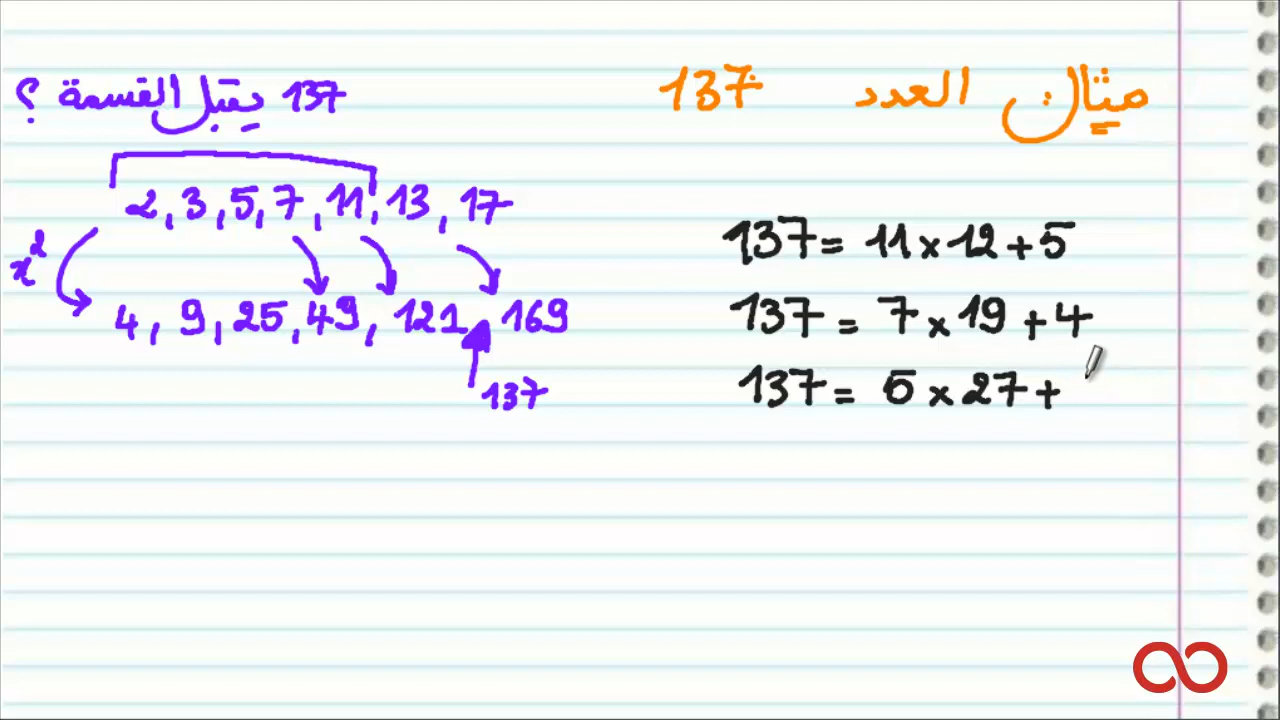 مثال: العدد 137
137 يقبل القسمة ؟
2, 3, 5, 7, 11, 13, 17
x²
4, 9, 25, 49, 121 169
137
137 = 11 x 12 + 5
137 = 7 x 19 + 4
137 = 5 x 27 +